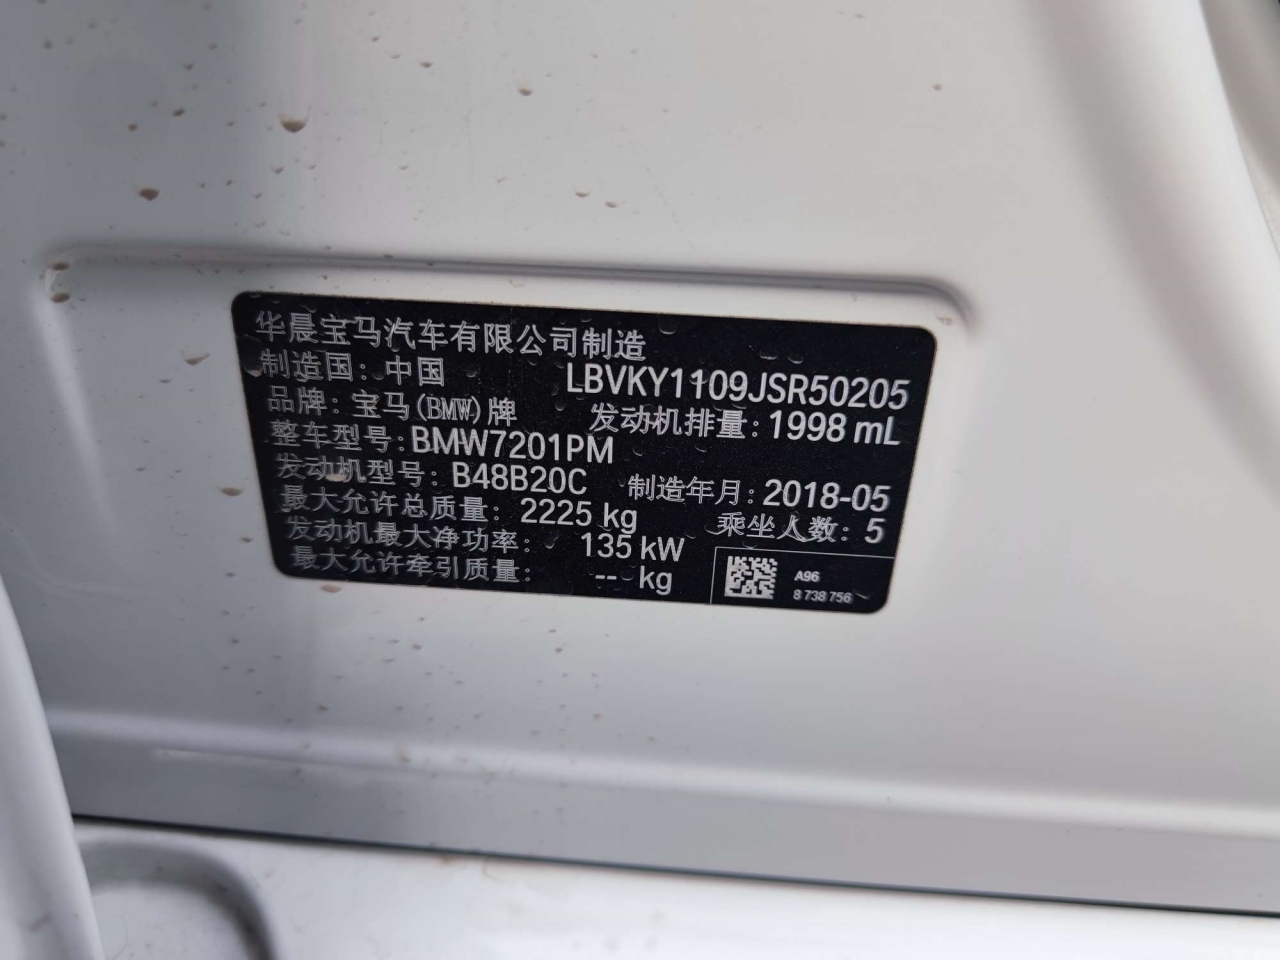 华晨宝马汽车有限公司制造
制造国: 中国 LBVKY1109JSR50205
品牌: 宝马(BMW)牌 发动机排量: 1998 mL
整车型号: BMW7201PM
发动机型号: B48B20C 制造年月: 2018-05
最大允许总质量: 2225 kg 乘坐人数: 5
发动机最大净功率: 135 kW
最大允许牵引质量: -- kg
A96
8 738 756